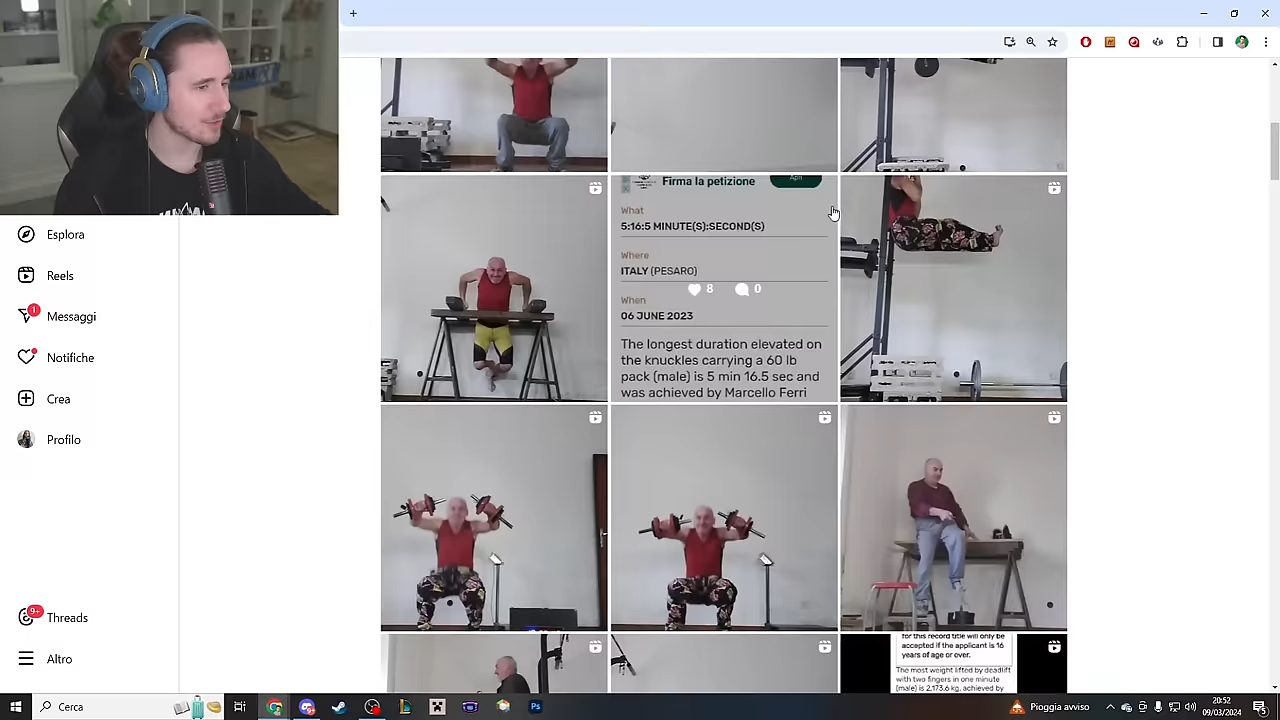 Firma la petizione
Apri
What
5:16:5 MINUTE(S):SECOND(S)
Where
ITALY (PESARO)
8 0
When
06 JUNE 2023
The longest duration elevated on
the knuckles carrying a 60 lb
pack (male) is 5 min 16.5 sec and
was achieved by Marcello Ferri
Esplora
Reels
1
Messaggi
Notifiche
Crea
Profilo
9+
Threads
Altro
for this record title will only be
accepted if the applicant is 16
years of age or over.
The most weight lifted by deadlift
with two fingers in one minute
(male) is 2,173.6 kg, achieved by
Cerca
Pioggia avviso
20:52
09/03/2024